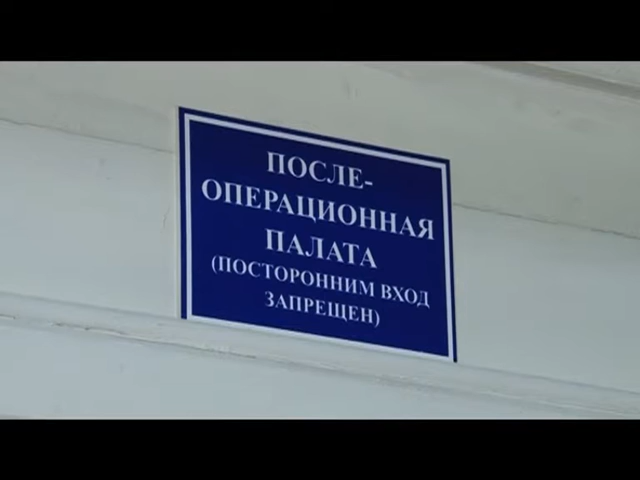 ПОСЛЕ-
ОПЕРАЦИОННАЯ
ПАЛАТА
(ПОСТОРОННИМ ВХОД
ЗАПРЕЩЕН)